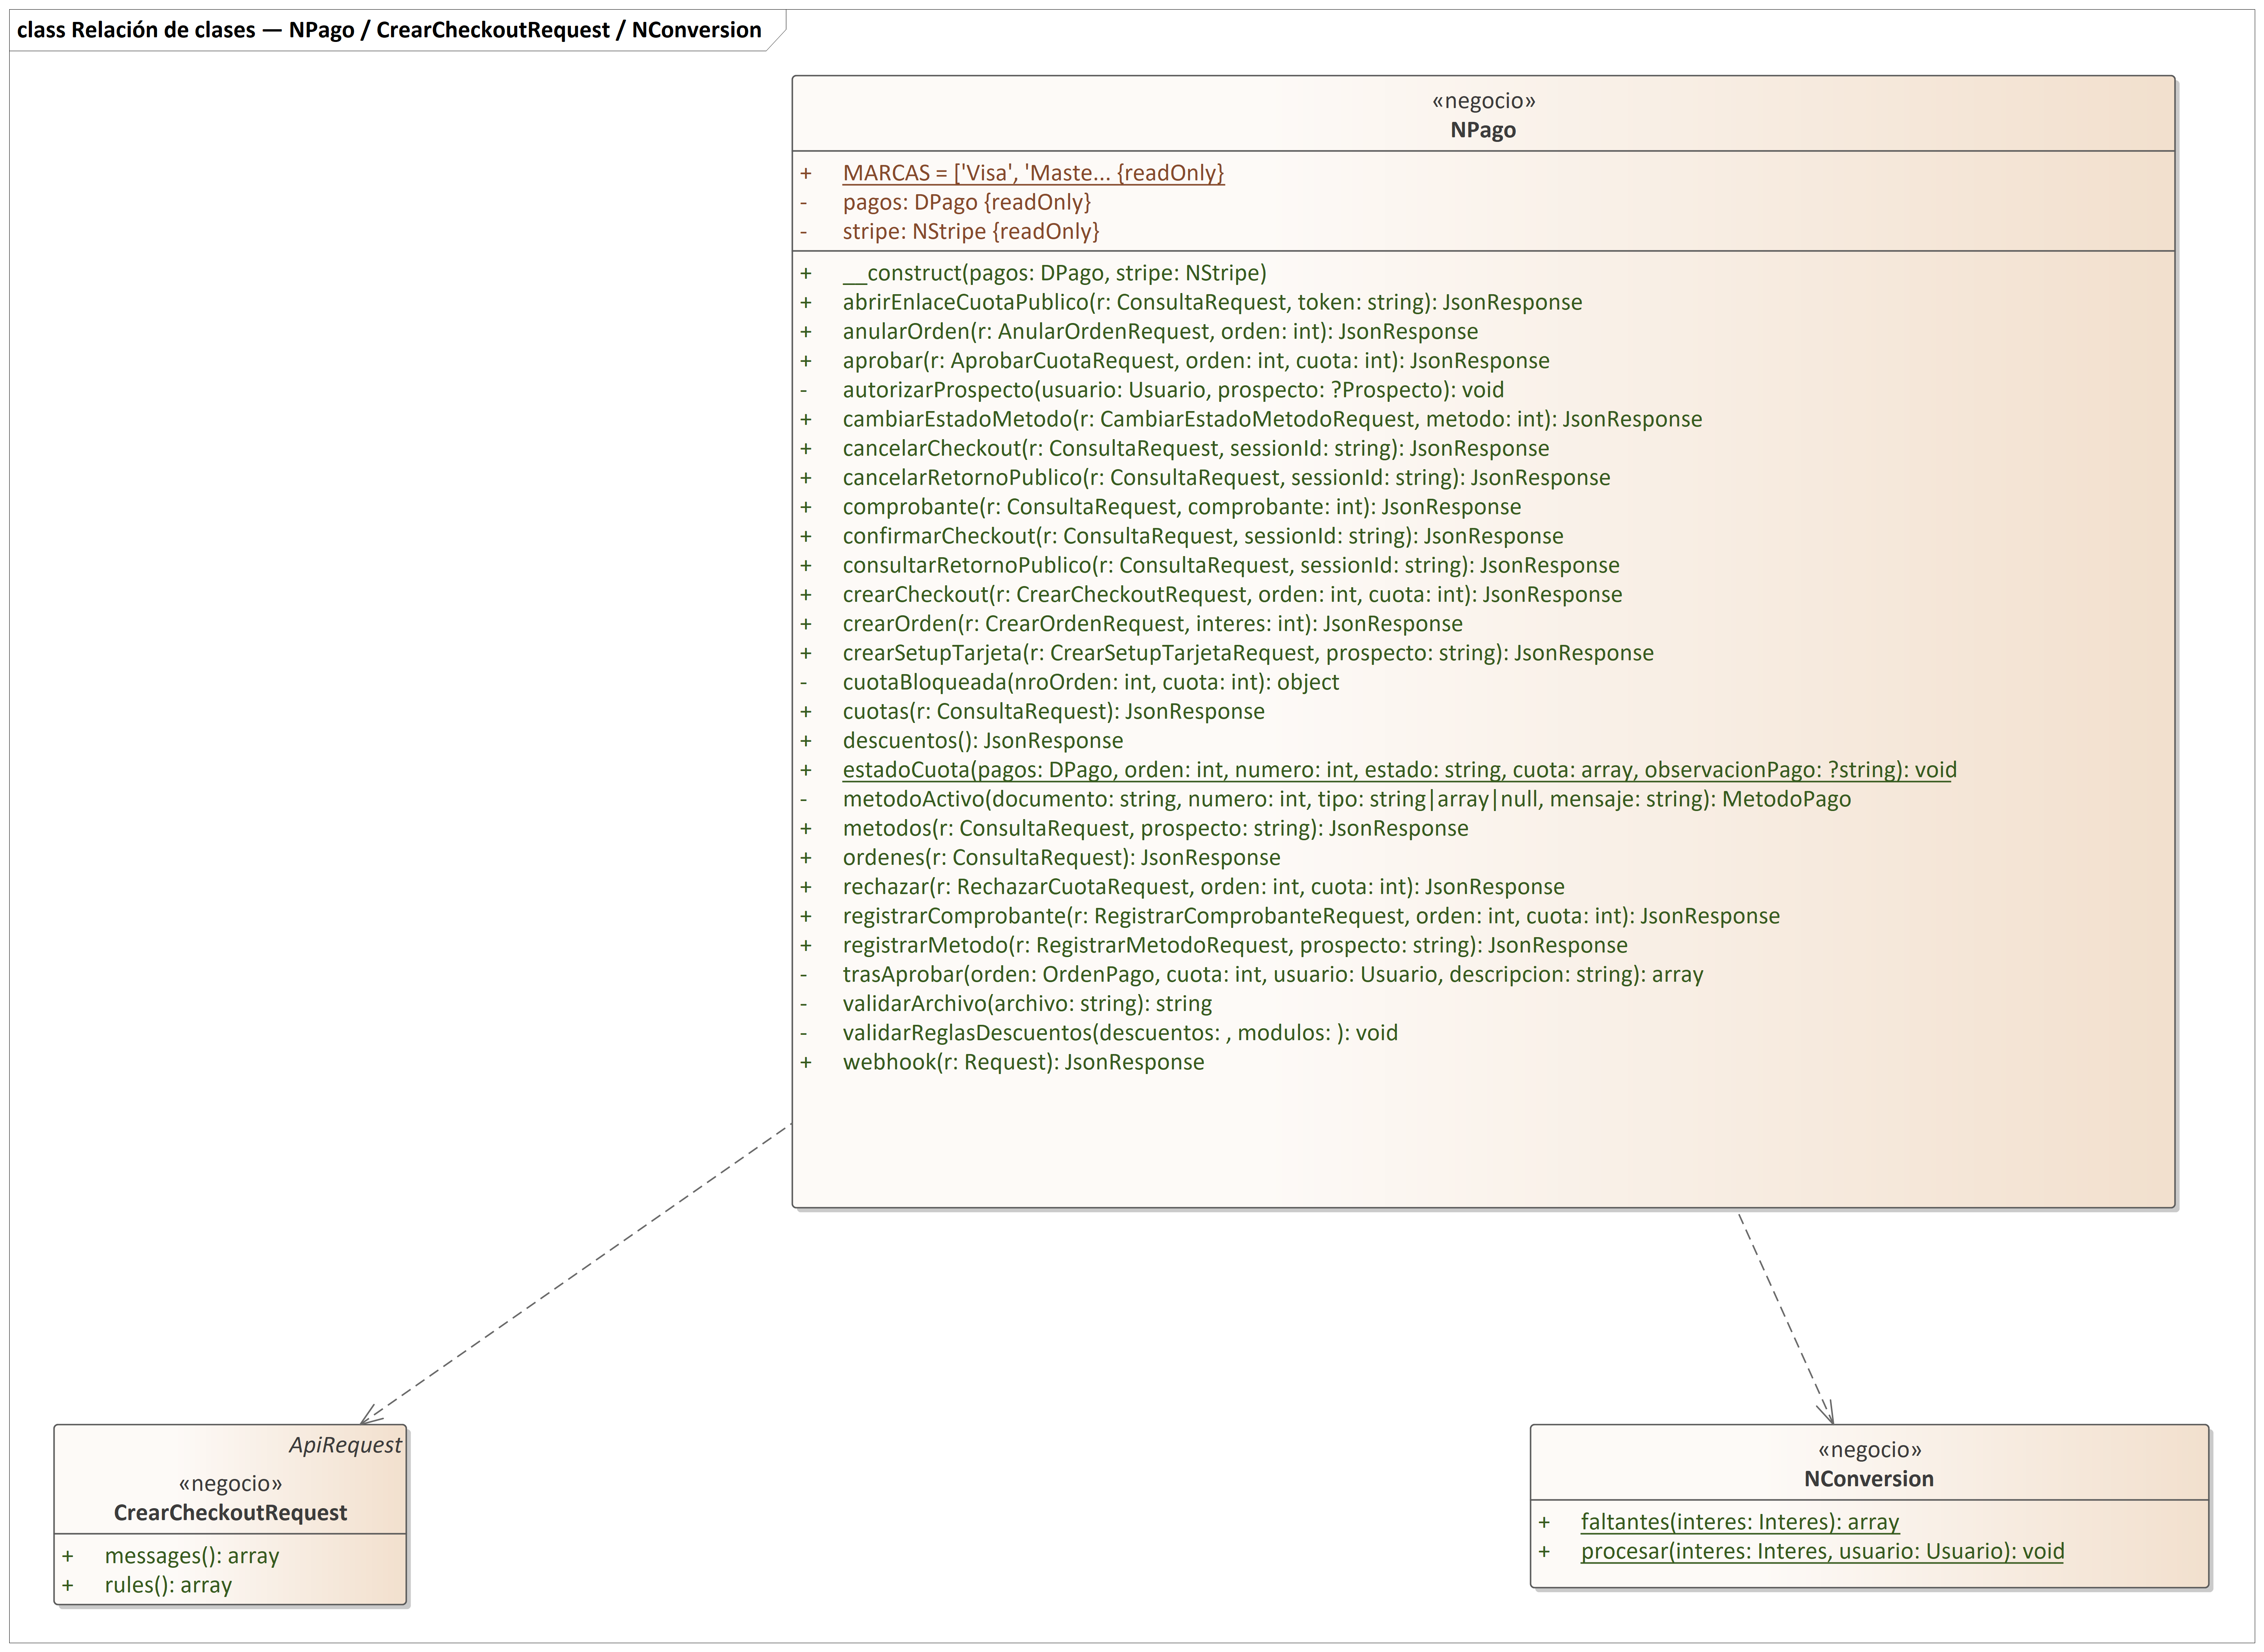 class Relación de clases — NPago / CrearCheckoutRequest / NConversion
«negocio»
NPago
+ MARCAS = ['Visa', 'Maste... {readOnly}
- pagos: DPago {readOnly}
- stripe: NStripe {readOnly}
+ __construct(pagos: DPago, stripe: NStripe)
+ abrirEnlaceCuotaPublico(r: ConsultaRequest, token: string): JsonResponse
+ anularOrden(r: AnularOrdenRequest, orden: int): JsonResponse
+ aprobar(r: AprobarCuotaRequest, orden: int, cuota: int): JsonResponse
- autorizarProspecto(usuario: Usuario, prospecto: ?Prospecto): void
+ cambiarEstadoMetodo(r: CambiarEstadoMetodoRequest, metodo: int): JsonResponse
+ cancelarCheckout(r: ConsultaRequest, sessionId: string): JsonResponse
+ cancelarRetornoPublico(r: ConsultaRequest, sessionId: string): JsonResponse
+ comprobante(r: ConsultaRequest, comprobante: int): JsonResponse
+ confirmarCheckout(r: ConsultaRequest, sessionId: string): JsonResponse
+ consultarRetornoPublico(r: ConsultaRequest, sessionId: string): JsonResponse
+ crearCheckout(r: CrearCheckoutRequest, orden: int, cuota: int): JsonResponse
+ crearOrden(r: CrearOrdenRequest, interes: int): JsonResponse
+ crearSetupTarjeta(r: CrearSetupTarjetaRequest, prospecto: string): JsonResponse
- cuotaBloqueada(nroOrden: int, cuota: int): object
+ cuotas(r: ConsultaRequest): JsonResponse
+ descuentos(): JsonResponse
+ estadoCuota(pagos: DPago, orden: int, numero: int, estado: string, cuota: array, observacionPago: ?string): void
- metodoActivo(documento: string, numero: int, tipo: string|array|null, mensaje: string): MetodoPago
+ metodos(r: ConsultaRequest, prospecto: string): JsonResponse
+ ordenes(r: ConsultaRequest): JsonResponse
+ rechazar(r: RechazarCuotaRequest, orden: int, cuota: int): JsonResponse
+ registrarComprobante(r: RegistrarComprobanteRequest, orden: int, cuota: int): JsonResponse
+ registrarMetodo(r: RegistrarMetodoRequest, prospecto: string): JsonResponse
- trasAprobar(orden: OrdenPago, cuota: int, usuario: Usuario, descripcion: string): array
- validarArchivo(archivo: string): string
- validarReglasDescuentos(descuentos: , modulos: ): void
+ webhook(r: Request): JsonResponse
ApiRequest
«negocio»
CrearCheckoutRequest
+ messages(): array
+ rules(): array
«negocio»
NConversion
+ faltantes(interes: Interes): array
+ procesar(interes: Interes, usuario: Usuario): void